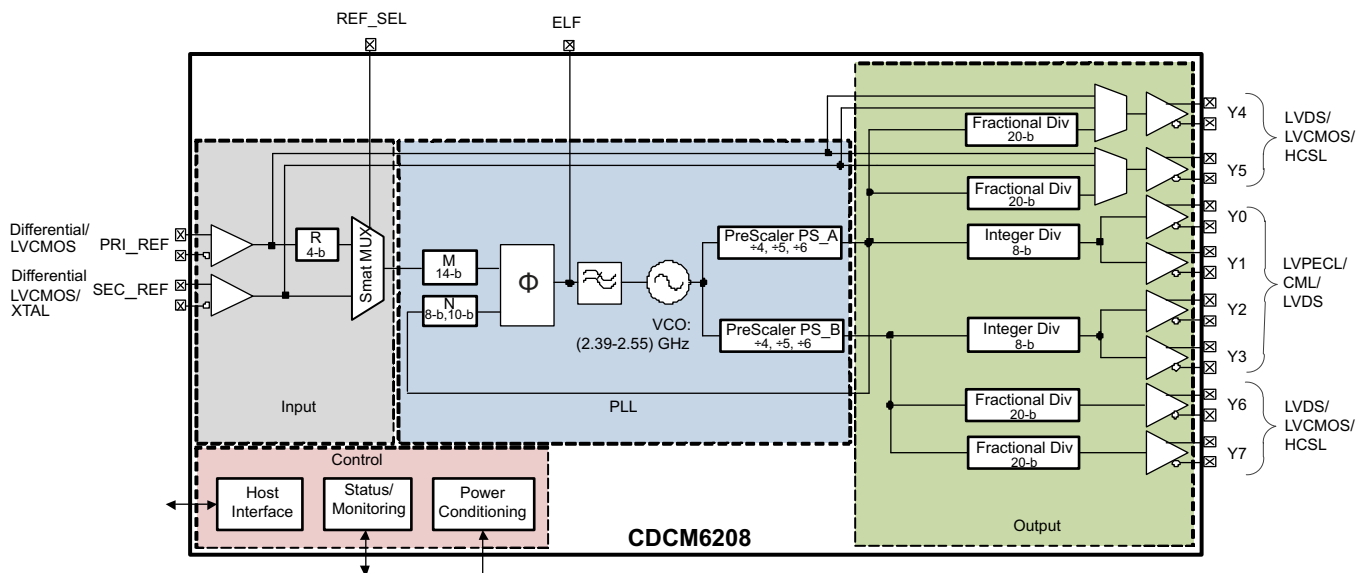 REF_SEL
ELF
Differential/
LVCMOS
PRI_REF
Differential
LVCMOS/
XTAL
SEC_REF
R
4-b
Smat MUX
Input
M
14-b
N
8-b,10-b
Φ
VCO:
(2.39-2.55) GHz
PreScaler PS_A
÷4, ÷5, ÷6
PreScaler PS_B
÷4, ÷5, ÷6
PLL
Fractional Div
20-b
Fractional Div
20-b
Integer Div
8-b
Integer Div
8-b
Fractional Div
20-b
Fractional Div
20-b
Output
Y4
Y5
LVDS/
LVCMOS/
HCSL
Y0
Y1
Y2
Y3
LVPECL/
CML/
LVDS
Y6
Y7
LVDS/
LVCMOS/
HCSL
Control
Host
Interface
Status/
Monitoring
Power
Conditioning
CDCM6208